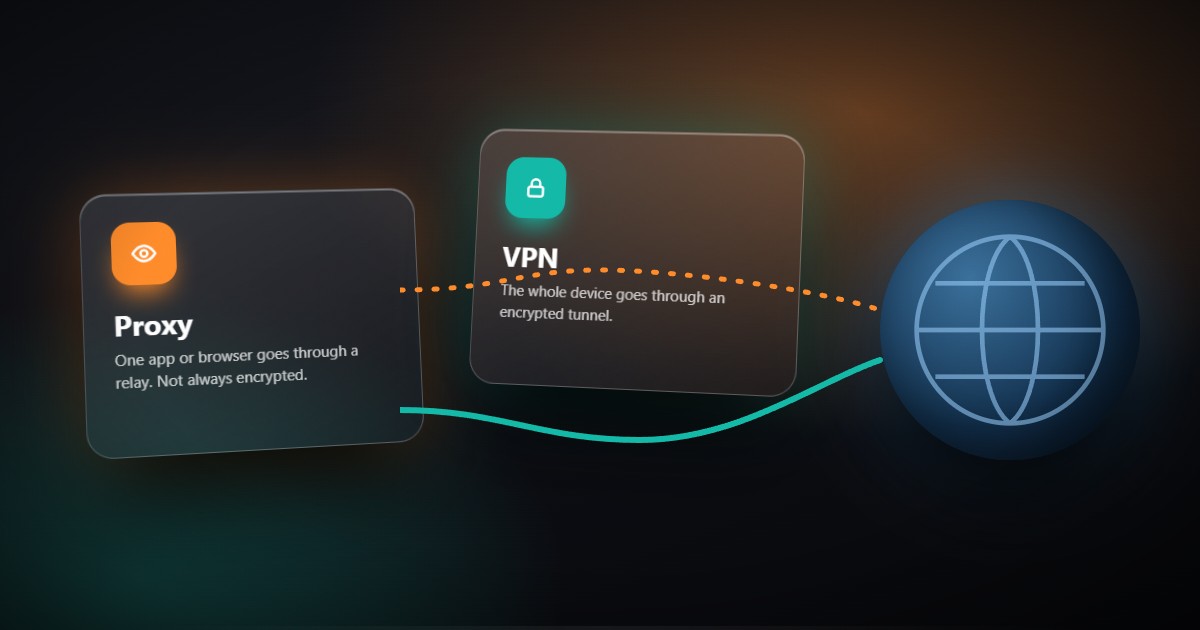 Proxy
One app or browser goes through a
relay. Not always encrypted.
VPN
The whole device goes through an
encrypted tunnel.